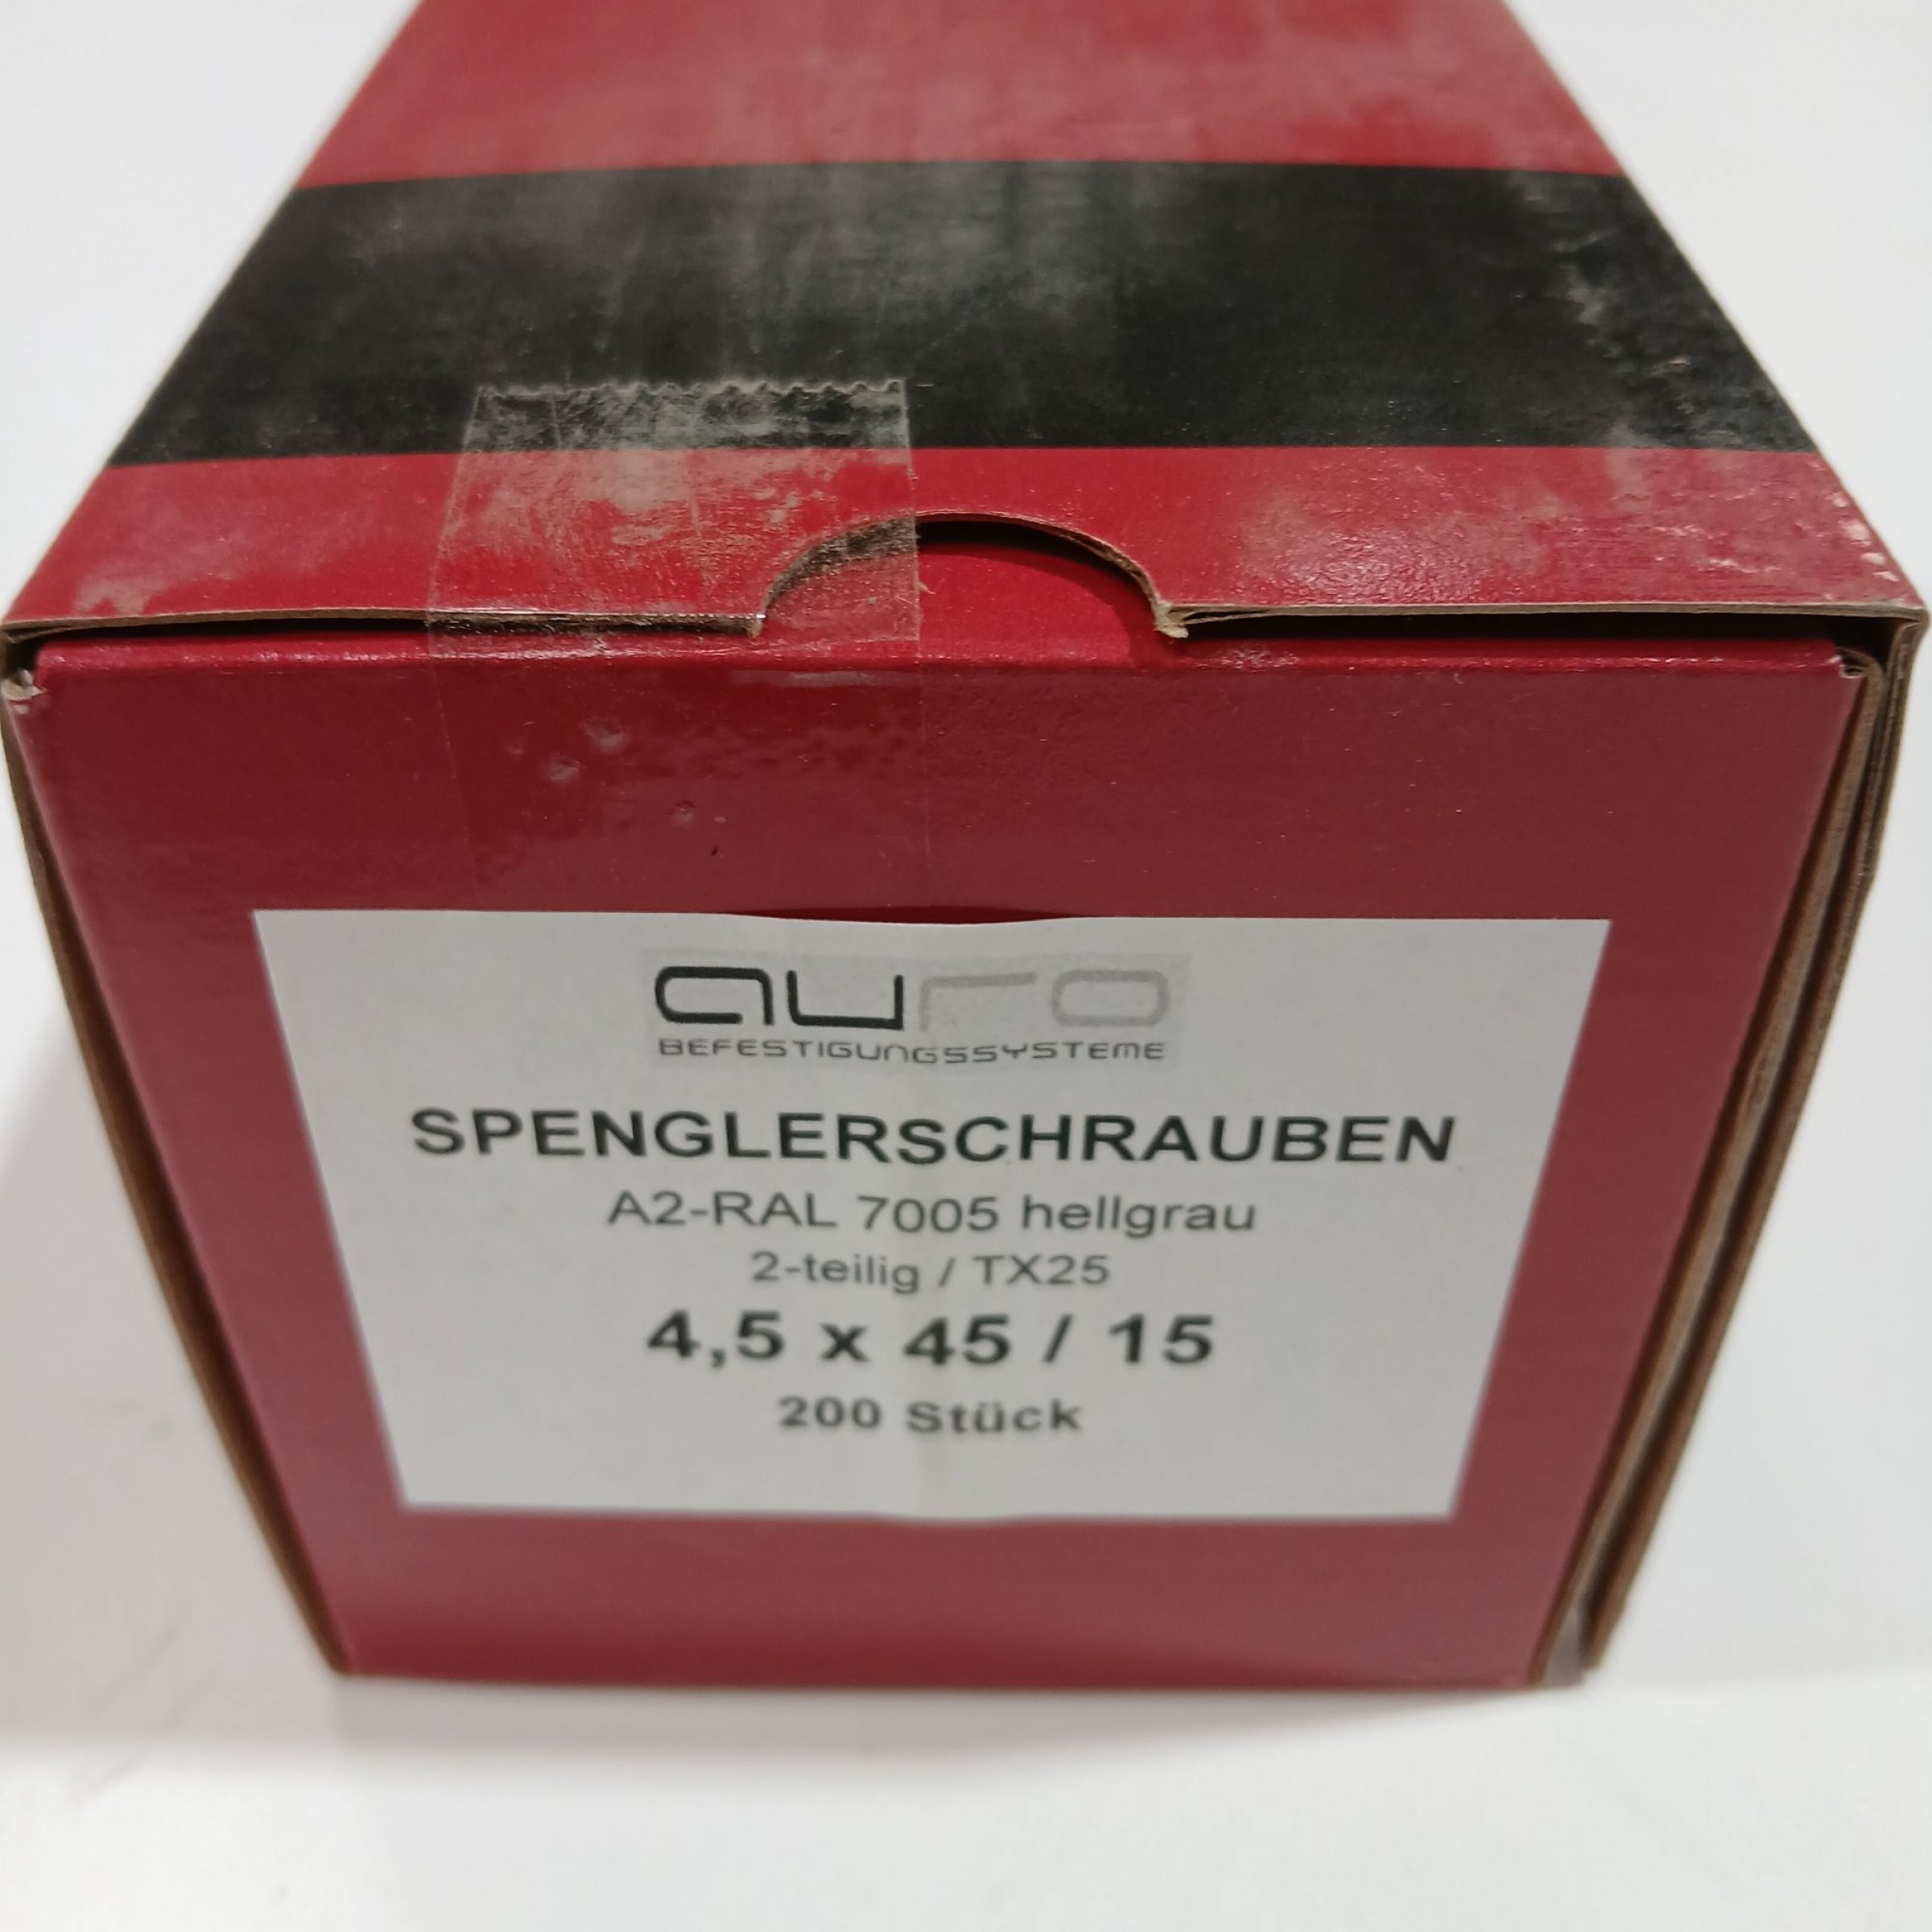 auro
BEFESTIGUNGSSYSTEME
SPENGLERSCHRAUBEN
A2-RAL 7005 hellgrau
2-teilig / TX25
4,5 x 45 / 15
200 Stück